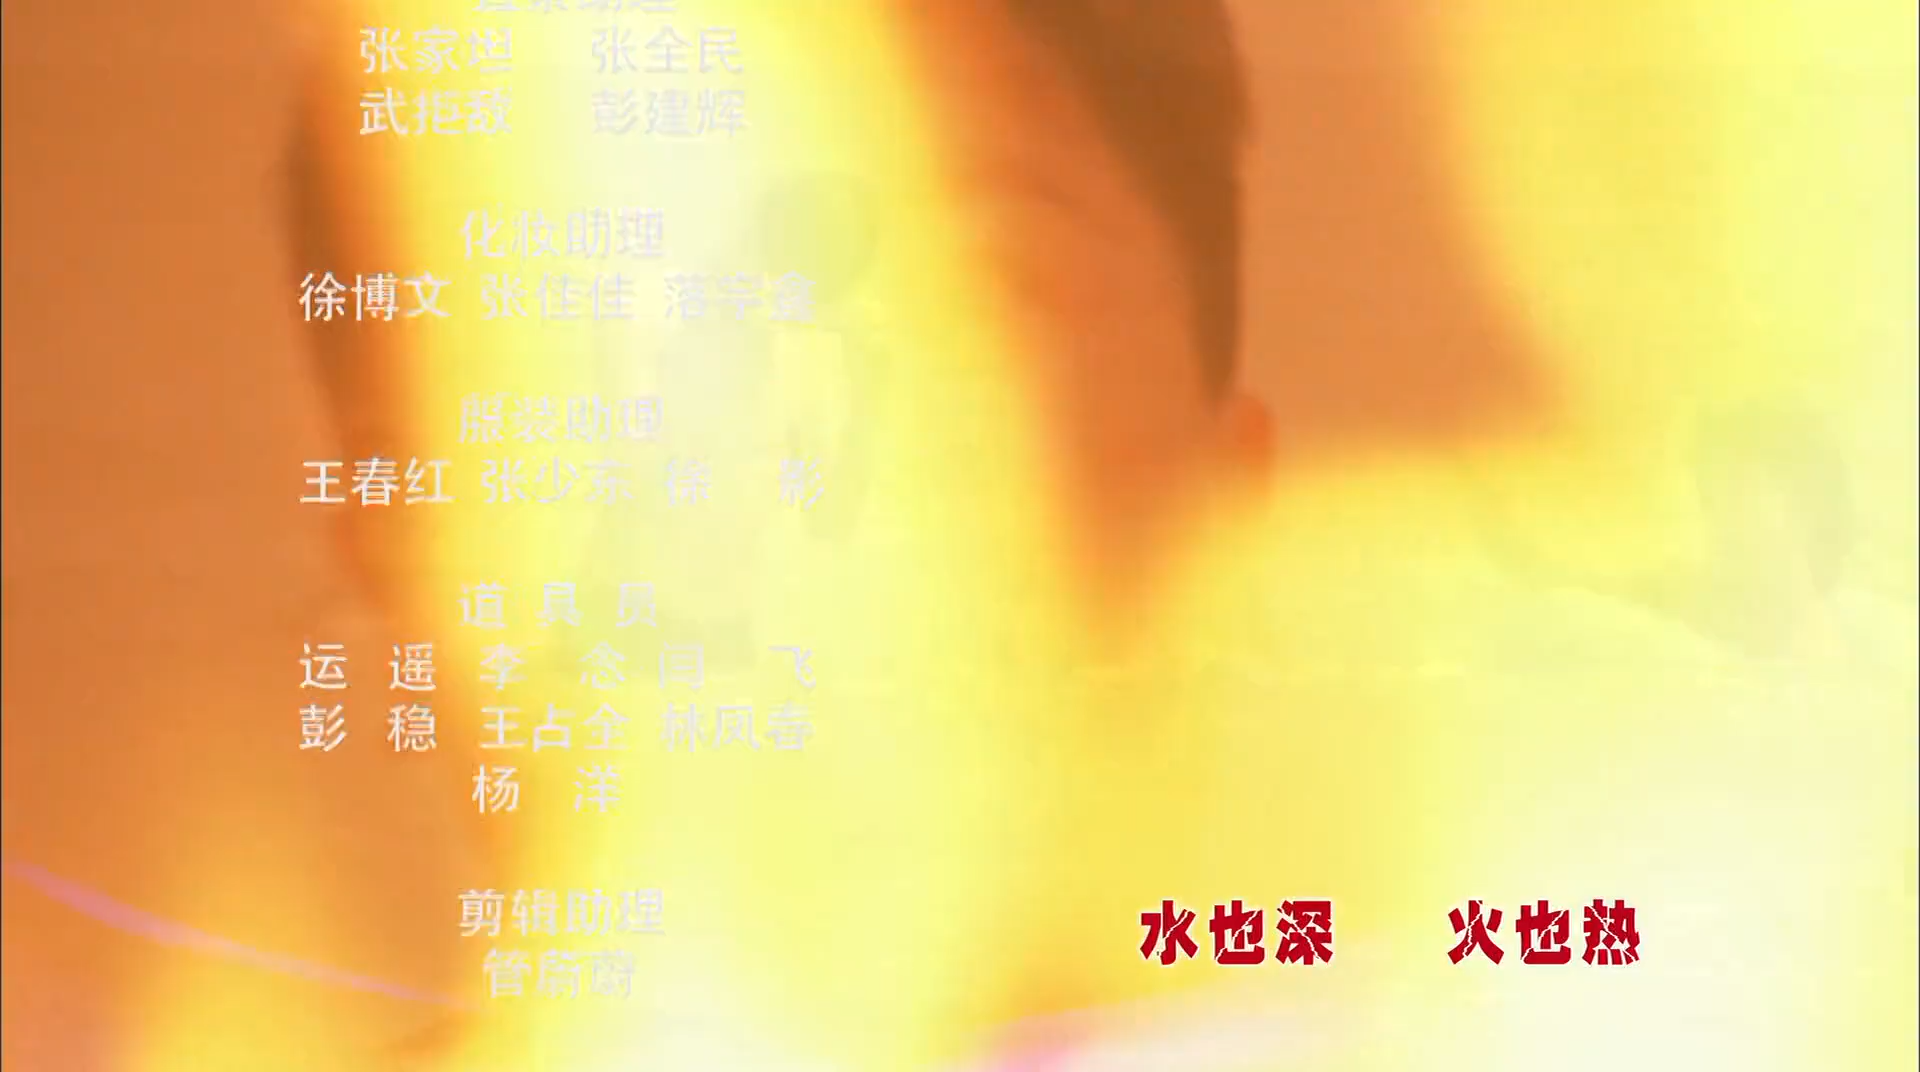 张家坦 张全民
武拒敌 彭建辉
化妆助理
徐博文 张佳佳 落宇鑫
服装助理
王春红 张少东 徐 影
道 具 员
运 遥 李 念 闫 飞
彭 稳 王占全 林凤春
杨 洋
剪辑助理
管蔚蔚
水也深 火也热